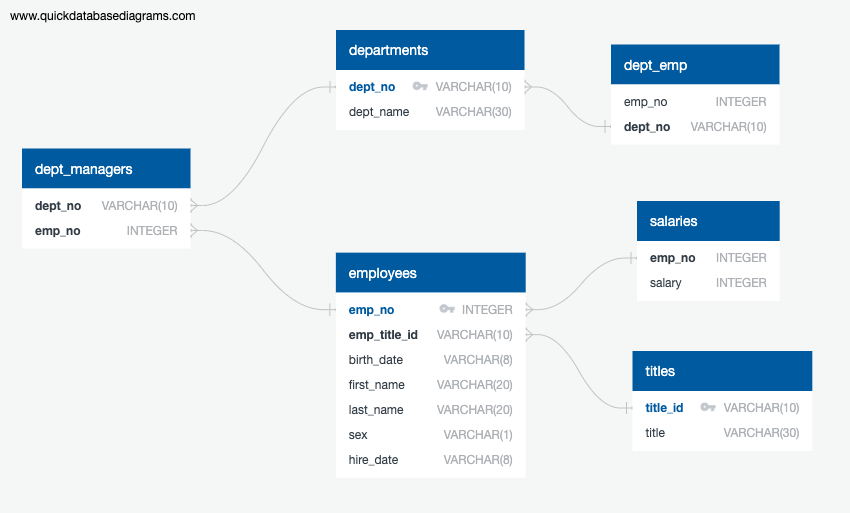 www.quickdatabasediagrams.com
departments
dept_no VARCHAR(10)
dept_name VARCHAR(30)
dept_emp
emp_no INTEGER
dept_no VARCHAR(10)
dept_managers
dept_no VARCHAR(10)
emp_no INTEGER
salaries
emp_no INTEGER
salary INTEGER
employees
emp_no INTEGER
emp_title_id VARCHAR(10)
birth_date VARCHAR(8)
first_name VARCHAR(20)
last_name VARCHAR(20)
sex VARCHAR(1)
hire_date VARCHAR(8)
titles
title_id VARCHAR(10)
title VARCHAR(30)